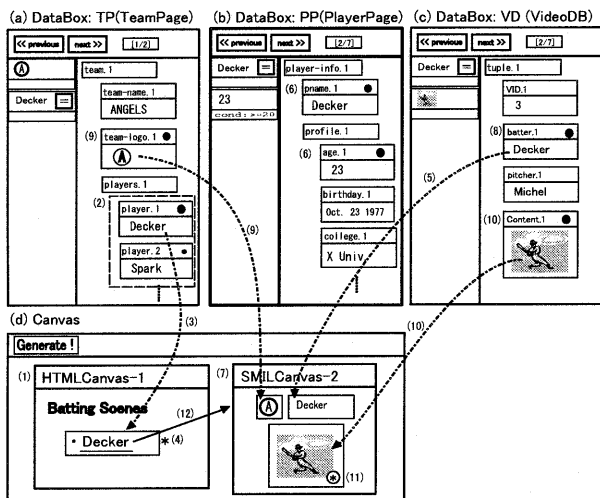 (a) DataBox: TP(TeamPage)
<< previous next >> [1/2]
A
Decker =
team.1
team-name.1
ANGELS
(9) team-logo.1
A
players.1
(2)
player.1
Decker
player.2
Spark
(3)
(9)
(b) DataBox: PP(PlayerPage)
<< previous next >> [2/7]
Decker =
23
cond:>=20
player-info.1
(6) pname.1
Decker
profile.1
(6) age.1
23
birthday.1
Oct. 23 1977
college.1
X Univ.
(c) DataBox: VD (VideoDB)
<< previous next >> [2/7]
Decker =
tuple.1
VID.1
3
(8) batter.1
Decker
(5)
pitcher.1
Michel
(10) Content.1
(10)
(d) Canvas
Generate !
(1) HTMLCanvas-1
Batting Scenes
• Decker *(4)
(12)
(7) SMILCanvas-2
A Decker
* (11)